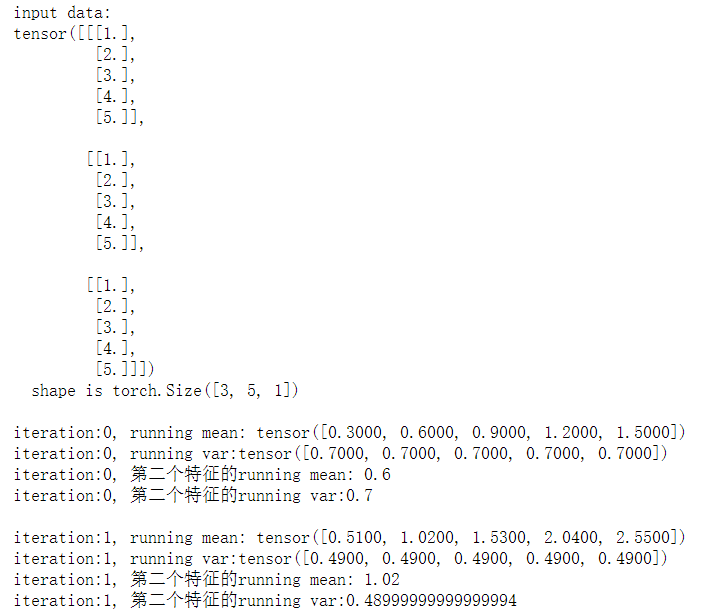 input data:
tensor([[[1.],
[2.],
[3.],
[4.],
[5.]],
[[1.],
[2.],
[3.],
[4.],
[5.]],
[[1.],
[2.],
[3.],
[4.],
[5.]]])
shape is torch.Size([3, 5, 1])
iteration:0, running mean: tensor([0.3000, 0.6000, 0.9000, 1.2000, 1.5000])
iteration:0, running var:tensor([0.7000, 0.7000, 0.7000, 0.7000, 0.7000])
iteration:0, 第二个特征的running mean: 0.6
iteration:0, 第二个特征的running var:0.7
iteration:1, running mean: tensor([0.5100, 1.0200, 1.5300, 2.0400, 2.5500])
iteration:1, running var:tensor([0.4900, 0.4900, 0.4900, 0.4900, 0.4900])
iteration:1, 第二个特征的running mean: 1.02
iteration:1, 第二个特征的running var:0.48999999999999994